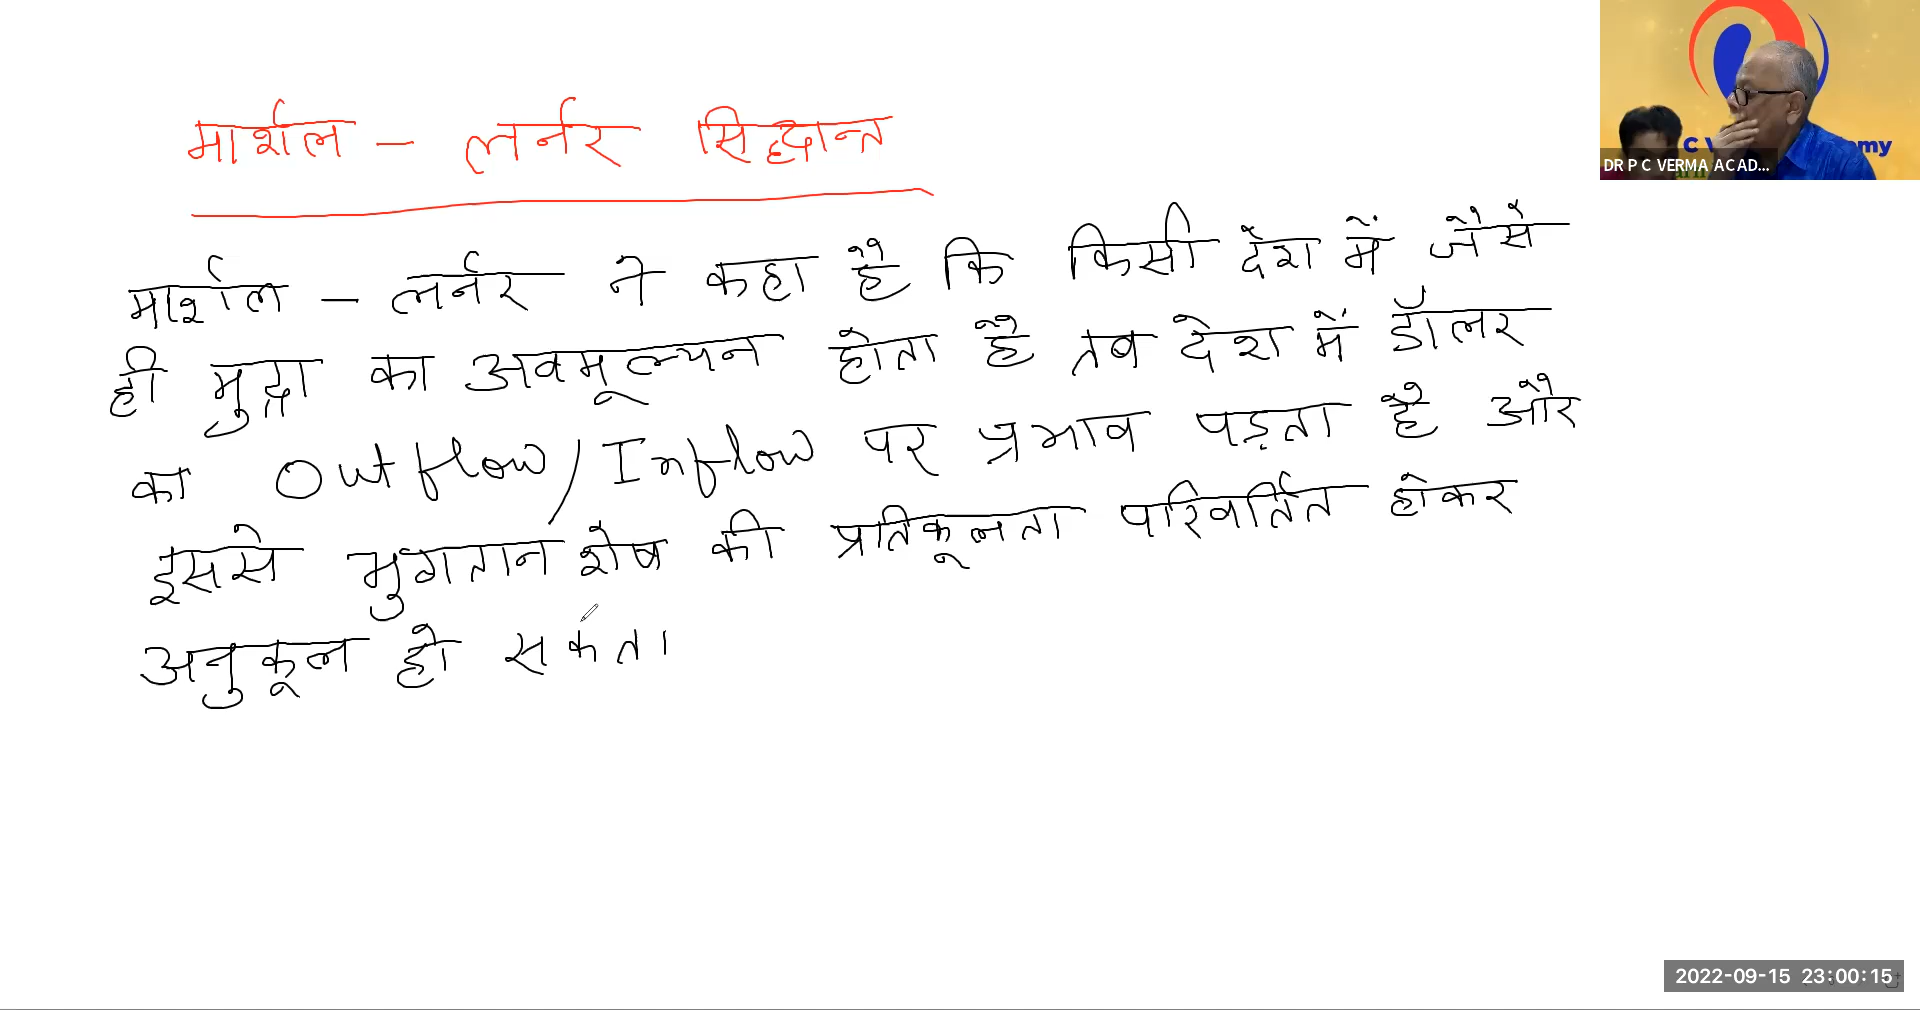 मार्शल - लर्नर सिद्धान्त
मार्शल - लर्नर ने कहा है कि किसी देश में जैसे
ही मुद्रा का अवमूल्यन होता है तब देश में डॉलर
का Outflow/Inflow पर प्रभाव पड़ता है और
इससे भुगतान शेष की प्रतिकूलता परिवर्तित होकर
अनुकूल हो सकता
DR P C VERMA ACAD...
2022-09-15 23:00:15